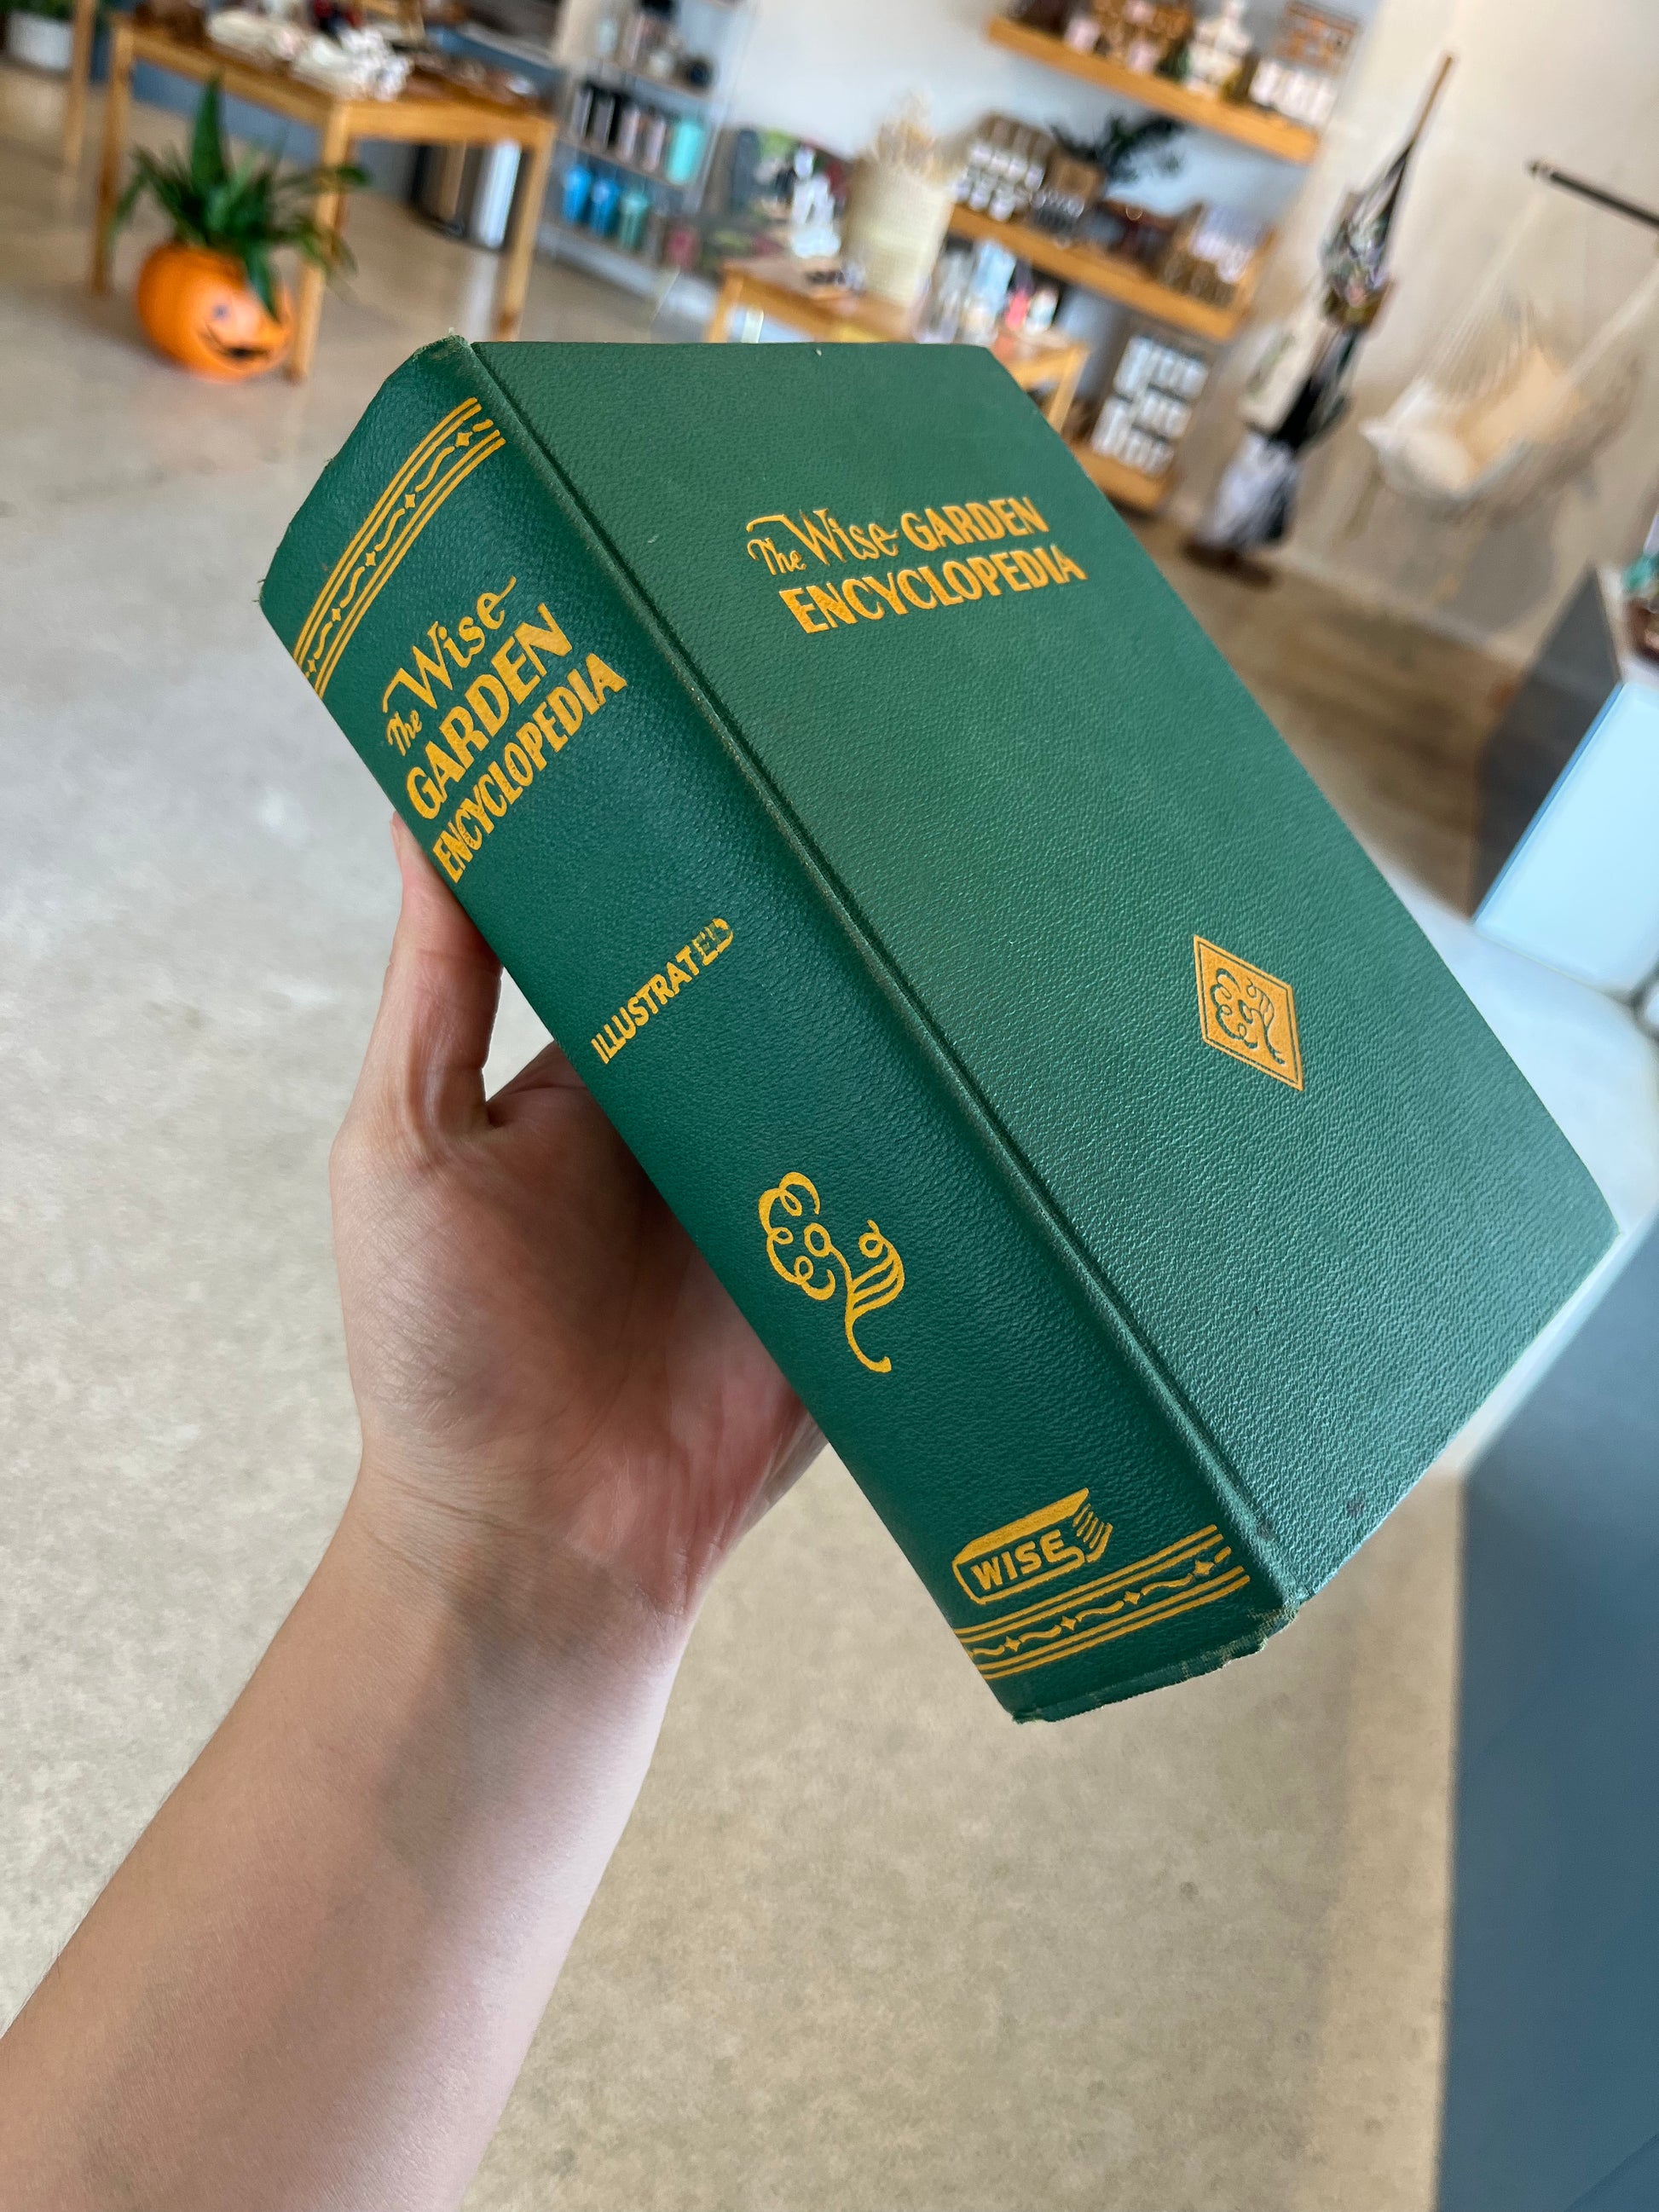 The Wise
GARDEN
ENCYCLOPEDIA
ILLUSTRATED
WISE
The Wise GARDEN
ENCYCLOPEDIA